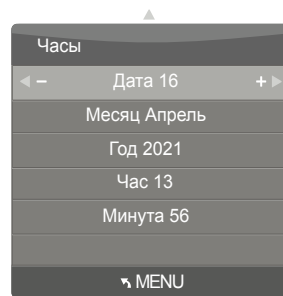 Часы
– Дата 16 +
Месяц Апрель
Год 2021
Час 13
Минута 56
MENU